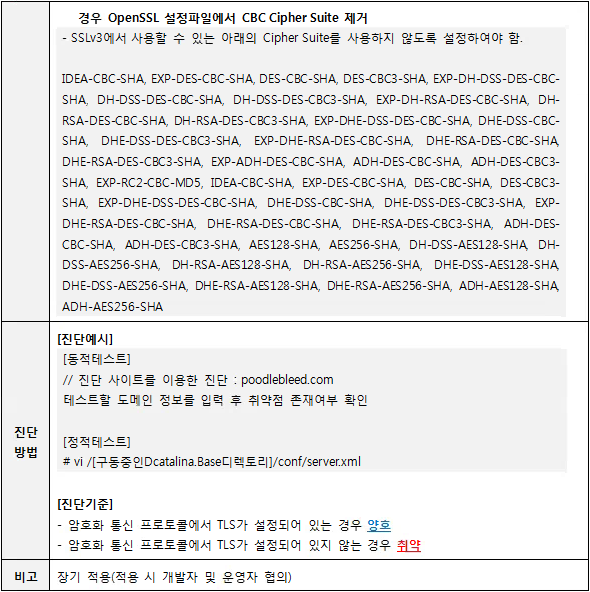 경우 OpenSSL 설정파일에서 CBC Cipher Suite 제거
- SSLv3에서 사용할 수 있는 아래의 Cipher Suite를 사용하지 않도록 설정하여야 함.
IDEA-CBC-SHA, EXP-DES-CBC-SHA, DES-CBC-SHA, DES-CBC3-SHA, EXP-DH-DSS-DES-CBC-
SHA, DH-DSS-DES-CBC-SHA, DH-DSS-DES-CBC3-SHA, EXP-DH-RSA-DES-CBC-SHA, DH-
RSA-DES-CBC-SHA, DH-RSA-DES-CBC3-SHA, EXP-DHE-DSS-DES-CBC-SHA, DHE-DSS-CBC-
SHA, DHE-DSS-DES-CBC3-SHA, EXP-DHE-RSA-DES-CBC-SHA, DHE-RSA-DES-CBC-SHA,
DHE-RSA-DES-CBC3-SHA, EXP-ADH-DES-CBC-SHA, ADH-DES-CBC-SHA, ADH-DES-CBC3-
SHA, EXP-RC2-CBC-MD5, IDEA-CBC-SHA, EXP-DES-CBC-SHA, DES-CBC-SHA, DES-CBC3-
SHA, EXP-DHE-DSS-DES-CBC-SHA, DHE-DSS-CBC-SHA, DHE-DSS-DES-CBC3-SHA, EXP-
DHE-RSA-DES-CBC-SHA, DHE-RSA-DES-CBC-SHA, DHE-RSA-DES-CBC3-SHA, ADH-DES-
CBC-SHA, ADH-DES-CBC3-SHA, AES128-SHA, AES256-SHA, DH-DSS-AES128-SHA, DH-
DSS-AES256-SHA, DH-RSA-AES128-SHA, DH-RSA-AES256-SHA, DHE-DSS-AES128-SHA,
DHE-DSS-AES256-SHA, DHE-RSA-AES128-SHA, DHE-RSA-AES256-SHA, ADH-AES128-SHA,
ADH-AES256-SHA
진단
방법
[진단예시]
[동적테스트]
// 진단 사이트를 이용한 진단 : poodlebleed.com
테스트할 도메인 정보를 입력 후 취약점 존재여부 확인
[정적테스트]
# vi /[구동중인Dcatalina.Base디렉토리]/conf/server.xml
[진단기준]
- 암호화 통신 프로토콜에서 TLS가 설정되어 있는 경우 양호
- 암호화 통신 프로토콜에서 TLS가 설정되어 있지 않는 경우 취약
비고
장기 적용(적용 시 개발자 및 운영자 협의)